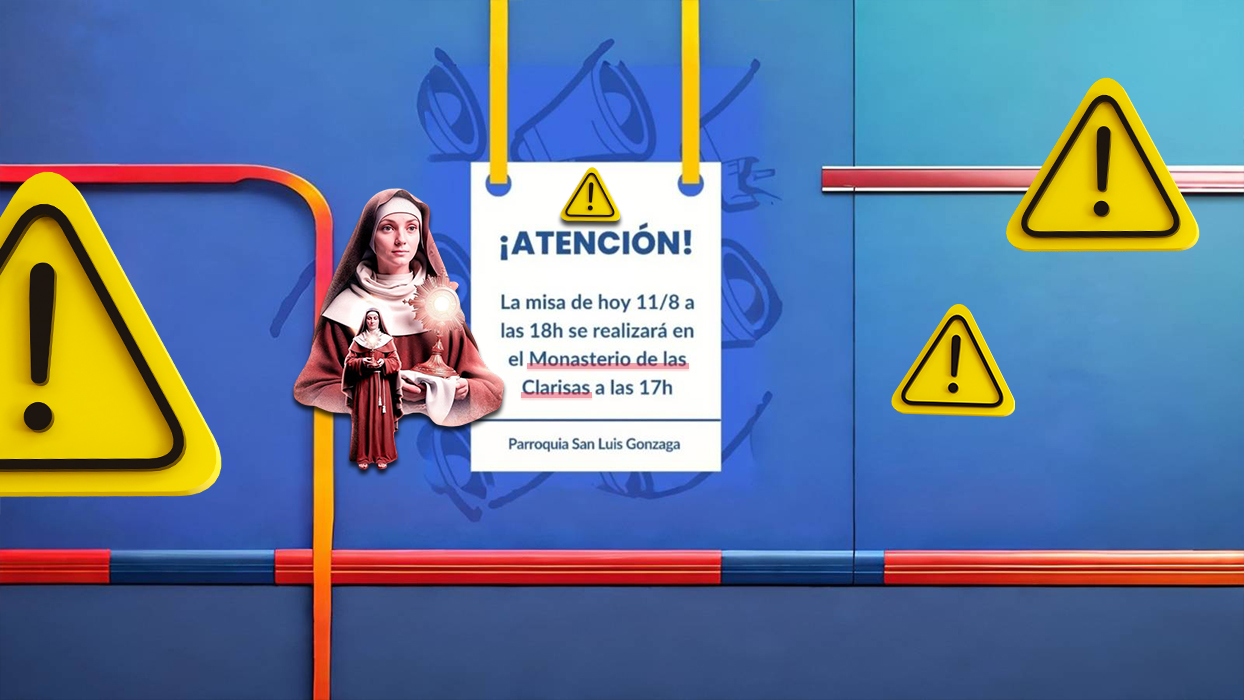 ¡ATENCIÓN!
La misa de hoy 11/8 a
las 18h se realizará en
el Monasterio de las
Clarisas a las 17h
Parroquia San Luis Gonzaga